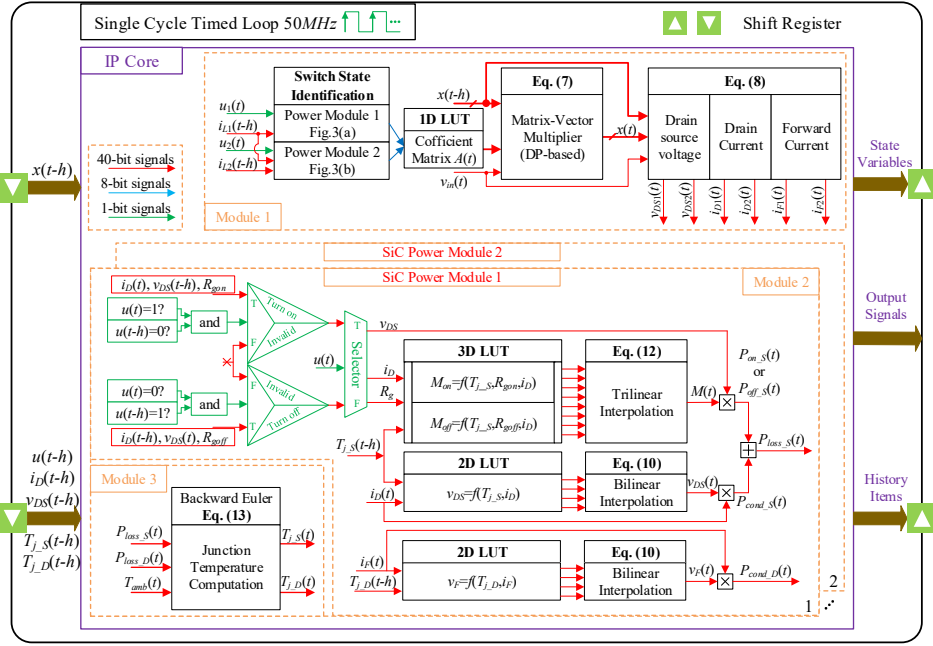 Single Cycle Timed Loop 50MHz
Shift Register
IP Core
x(t-h)
40-bit signals
8-bit signals
1-bit signals
Module 1
u1(t)
iL1(t-h)
u2(t)
iL2(t-h)
Switch State
Identification
Power Module 1
Fig.3(a)
Power Module 2
Fig.3(b)
x(t-h)
1D LUT
Cofficient
Matrix A(t)
vin(t)
Eq. (7)
Matrix-Vector
Multiplier
(DP-based)
x(t)
Eq. (8)
Drain
source
voltage
Drain
Current
Forward
Current
vDS1(t)
vDS2(t)
iD1(t)
iD2(t)
iF1(t)
iF2(t)
State
Variables
SiC Power Module 2
SiC Power Module 1
Module 2
iD(t), vDS(t-h), Rgon
u(t)=1?
u(t-h)=0?
and
T
Turn on
Invalid
F
u(t)=0?
u(t-h)=1?
and
F
Invalid
Turn off
T
iD(t-h), vDS(t), Rgoff
u(t)
T
Selector
F
vDS
iD
Rg
3D LUT
Mon=f(Tj_S,Rgon,iD)
Moff=f(Tj_S,Rgoff,iD)
Eq. (12)
Trilinear
Interpolation
M(t)
Pon_S(t)
or
Poff_S(t)
Ploss_S(t)
Tj_S(t-h)
iD(t)
2D LUT
vDS=f(Tj_S,iD)
Eq. (10)
Bilinear
Interpolation
vDS(t)
Pcond_S(t)
iF(t)
Tj_D(t-h)
2D LUT
vF=f(Tj_D,iF)
Eq. (10)
Bilinear
Interpolation
vF(t)
Pcond_D(t)
2
1
Output
Signals
u(t-h)
iD(t-h)
vDS(t-h)
Tj_S(t-h)
Tj_D(t-h)
Module 3
Ploss_S(t)
Ploss_D(t)
Tamb(t)
Backward Euler
Eq. (13)
Junction
Temperature
Computation
Tj_S(t)
Tj_D(t)
History
Items